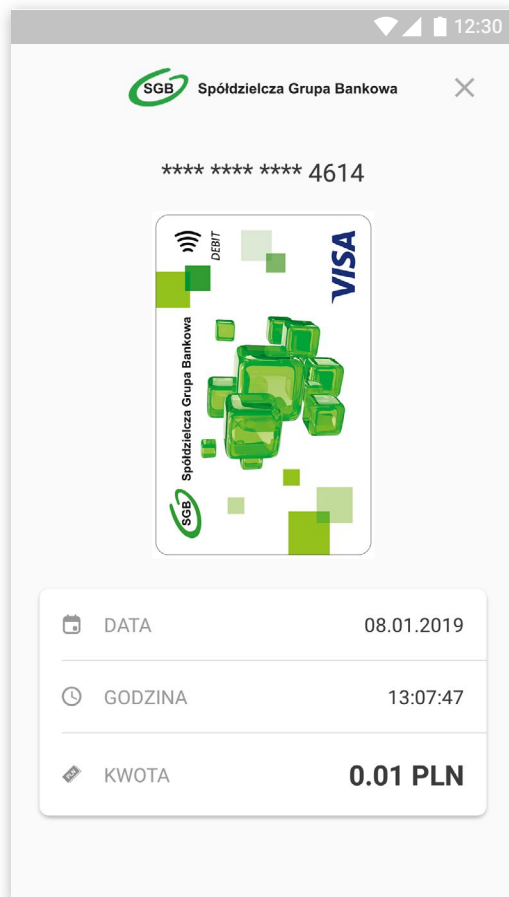 12:30
SGB Spółdzielcza Grupa Bankowa
**** **** **** 4614
DEBIT
VISA
SGB Spółdzielcza Grupa Bankowa
DATA 08.01.2019
GODZINA 13:07:47
KWOTA 0.01 PLN